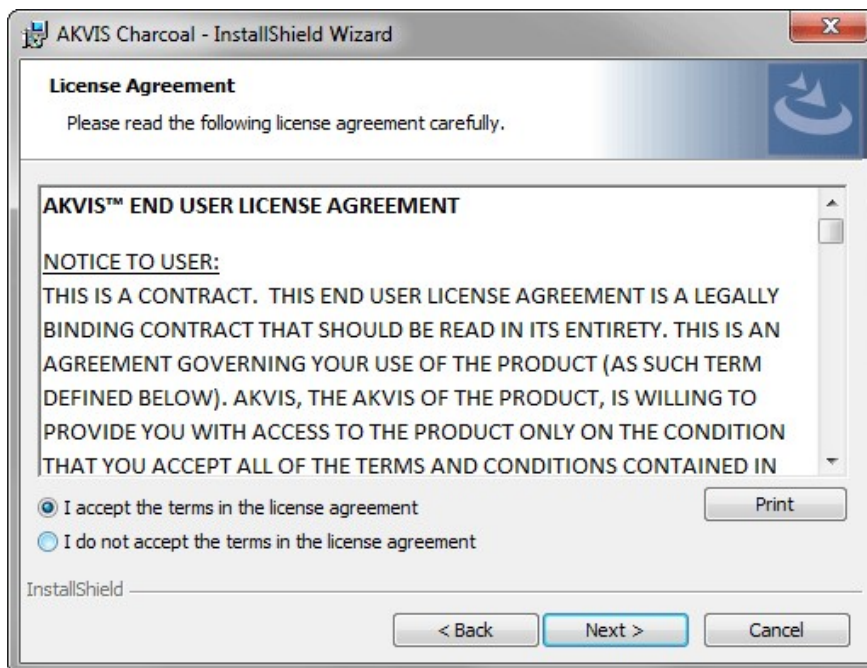 AKVIS Charcoal - InstallShield Wizard
License Agreement
Please read the following license agreement carefully.
AKVIS™ END USER LICENSE AGREEMENT
NOTICE TO USER:
THIS IS A CONTRACT.  THIS END USER LICENSE AGREEMENT IS A LEGALLY
BINDING CONTRACT THAT SHOULD BE READ IN ITS ENTIRETY. THIS IS AN
AGREEMENT GOVERNING YOUR USE OF THE PRODUCT (AS SUCH TERM
DEFINED BELOW). AKVIS, THE AKVIS OF THE PRODUCT, IS WILLING TO
PROVIDE YOU WITH ACCESS TO THE PRODUCT ONLY ON THE CONDITION
THAT YOU ACCEPT ALL OF THE TERMS AND CONDITIONS CONTAINED IN
I accept the terms in the license agreement
Print
I do not accept the terms in the license agreement
InstallShield
< Back
Next >
Cancel